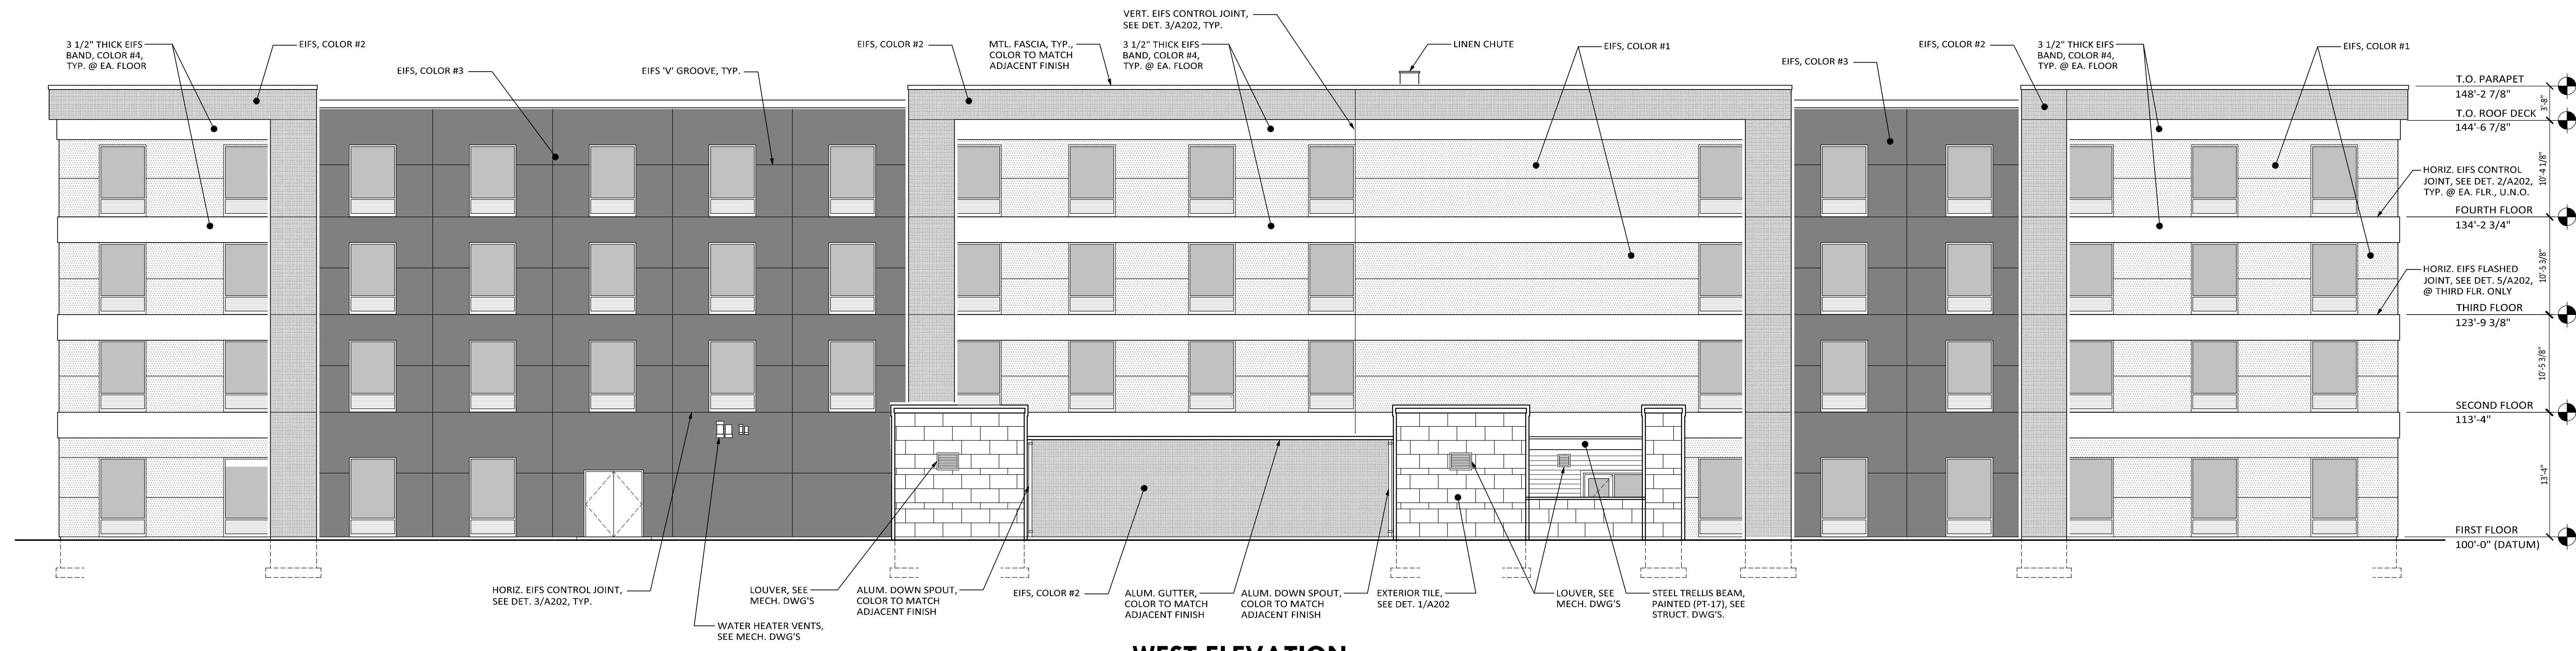 VERT. EIFS CONTROL JOINT,
SEE DET. 3/A202, TYP.
3 1/2" THICK EIFS
BAND, COLOR #4,
TYP. @ EA. FLOOR
EIFS, COLOR #2
EIFS, COLOR #3
EIFS 'V' GROOVE, TYP.
EIFS, COLOR #2
MTL. FASCIA, TYP.,
COLOR TO MATCH
ADJACENT FINISH
3 1/2" THICK EIFS
BAND, COLOR #4,
TYP. @ EA. FLOOR
LINEN CHUTE
EIFS, COLOR #1
EIFS, COLOR #3
EIFS, COLOR #2
3 1/2" THICK EIFS
BAND, COLOR #4,
TYP. @ EA. FLOOR
EIFS, COLOR #1
T.O. PARAPET
148'-2 7/8"
3'-8"
T.O. ROOF DECK
144'-6 7/8"
10'-4 1/8"
HORIZ. EIFS CONTROL
JOINT, SEE DET. 2/A202,
TYP. @ EA. FLR., U.N.O.
FOURTH FLOOR
134'-2 3/4"
10'-5 3/8"
HORIZ. EIFS FLASHED
JOINT, SEE DET. 5/A202,
@ THIRD FLR. ONLY
THIRD FLOOR
123'-9 3/8"
10'-5 3/8"
SECOND FLOOR
113'-4"
13'-4"
FIRST FLOOR
100'-0" (DATUM)
HORIZ. EIFS CONTROL JOINT,
SEE DET. 3/A202, TYP.
WATER HEATER VENTS,
SEE MECH. DWG'S
LOUVER, SEE
MECH. DWG'S
ALUM. DOWN SPOUT,
COLOR TO MATCH
ADJACENT FINISH
EIFS, COLOR #2
ALUM. GUTTER,
COLOR TO MATCH
ADJACENT FINISH
ALUM. DOWN SPOUT,
COLOR TO MATCH
ADJACENT FINISH
EXTERIOR TILE,
SEE DET. 1/A202
LOUVER, SEE
MECH. DWG'S
STEEL TRELLIS BEAM,
PAINTED (PT-17), SEE
STRUCT. DWG'S.
WEST ELEVATION